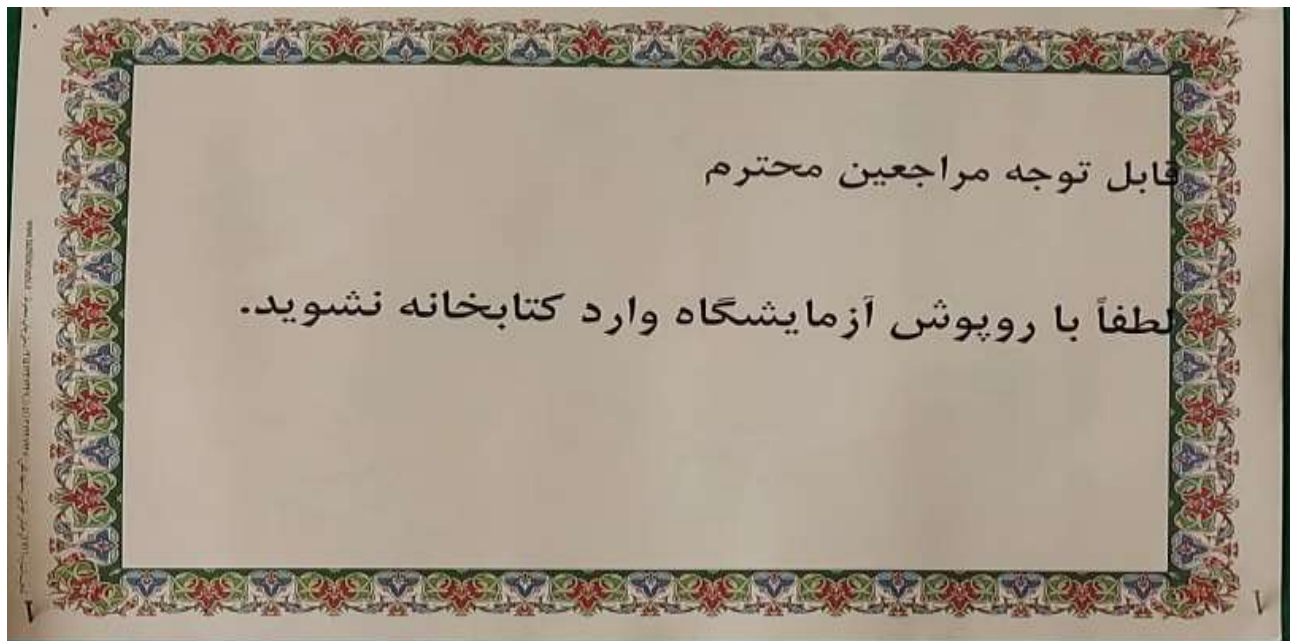 قابل توجه مراجعین محترم
لطفاً با روپوش آزمایشگاه وارد کتابخانه نشوید.